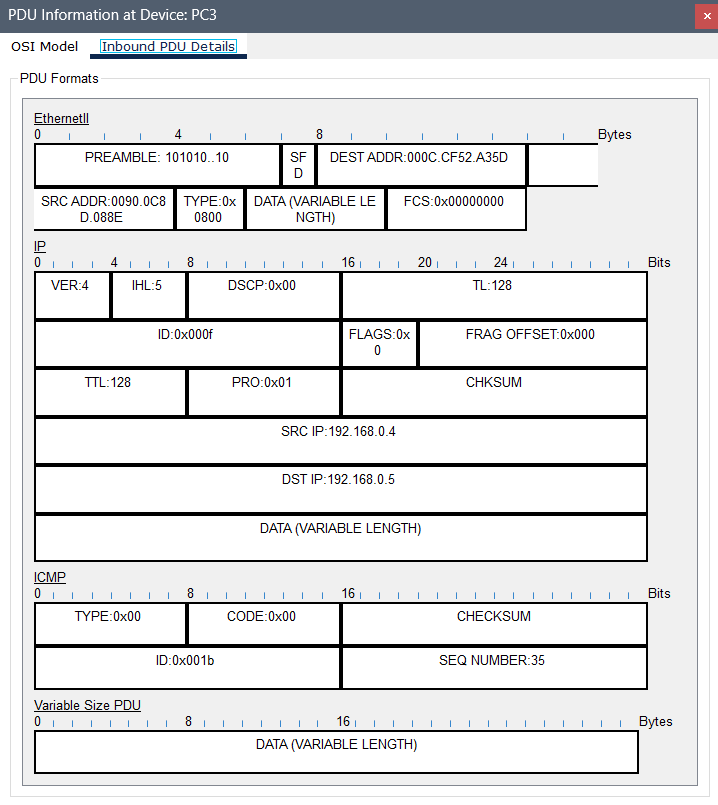 PDU Information at Device: PC3
×
OSI Model Inbound PDU Details
PDU Formats
EthernetII
0 4 8 Bytes
PREAMBLE: 101010..10 SF DEST ADDR:000C.CF52.A35D
D
SRC ADDR:0090.0C8 TYPE:0x DATA (VARIABLE LE FCS:0x00000000
D.088E 0800 NGTH)
IP
0 4 8 16 20 24 Bits
VER:4 IHL:5 DSCP:0x00 TL:128
ID:0x000f FLAGS:0x FRAG OFFSET:0x000
0
TTL:128 PRO:0x01 CHKSUM
SRC IP:192.168.0.4
DST IP:192.168.0.5
DATA (VARIABLE LENGTH)
ICMP
0 8 16 Bits
TYPE:0x00 CODE:0x00 CHECKSUM
ID:0x001b SEQ NUMBER:35
Variable Size PDU
0 8 16 Bytes
DATA (VARIABLE LENGTH)